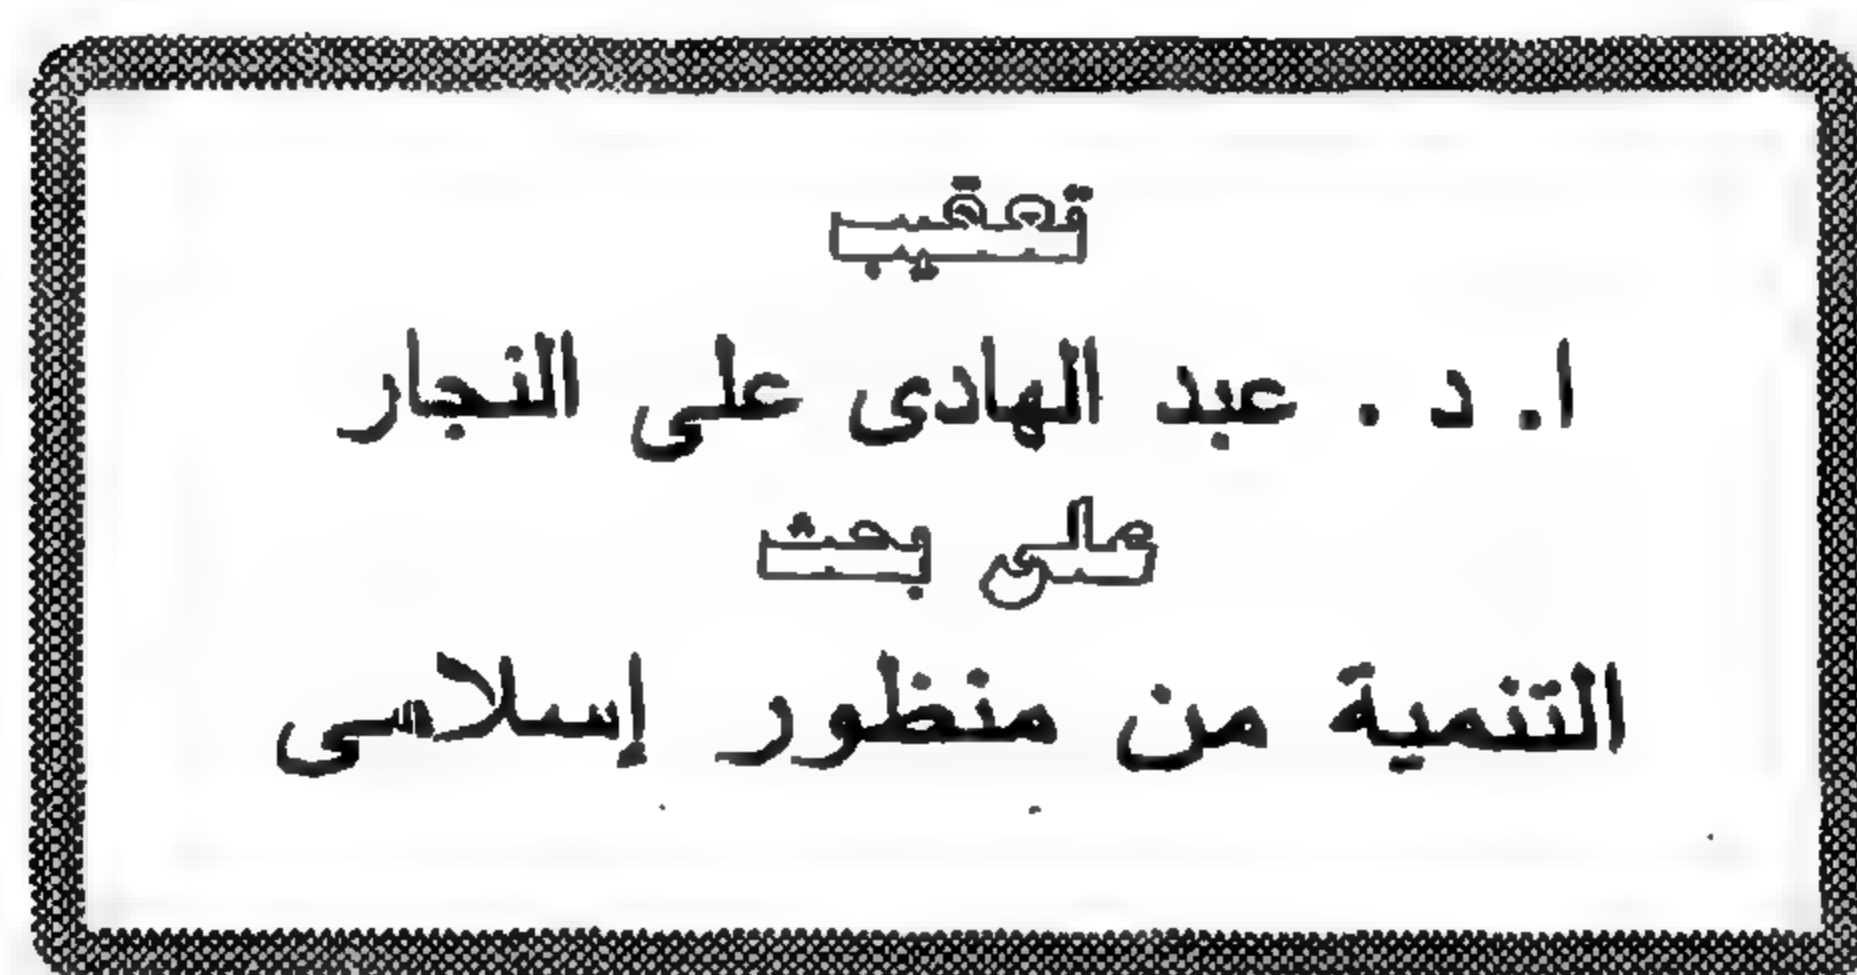 تعقيب
ا. د . عبد الهادى على النجار
على بحث
التنمية من منظور إسلامى